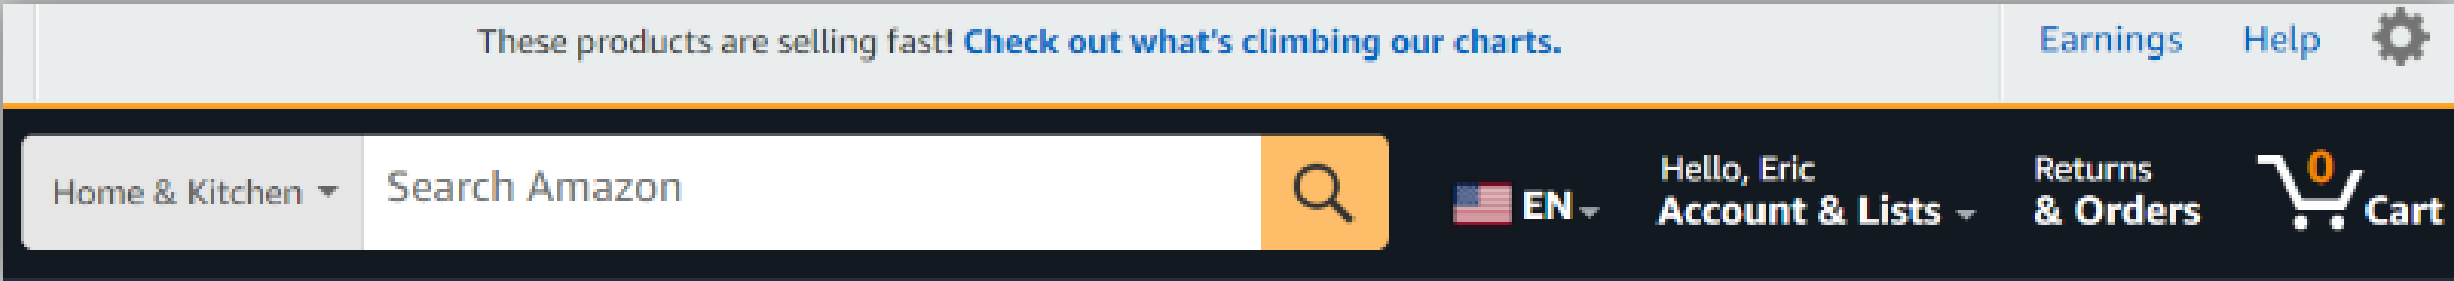 These products are selling fast! Check out what's climbing our charts.
Earnings
Help
Home & Kitchen
Search Amazon
EN
Hello, Eric
Account & Lists
Returns
& Orders
0
Cart